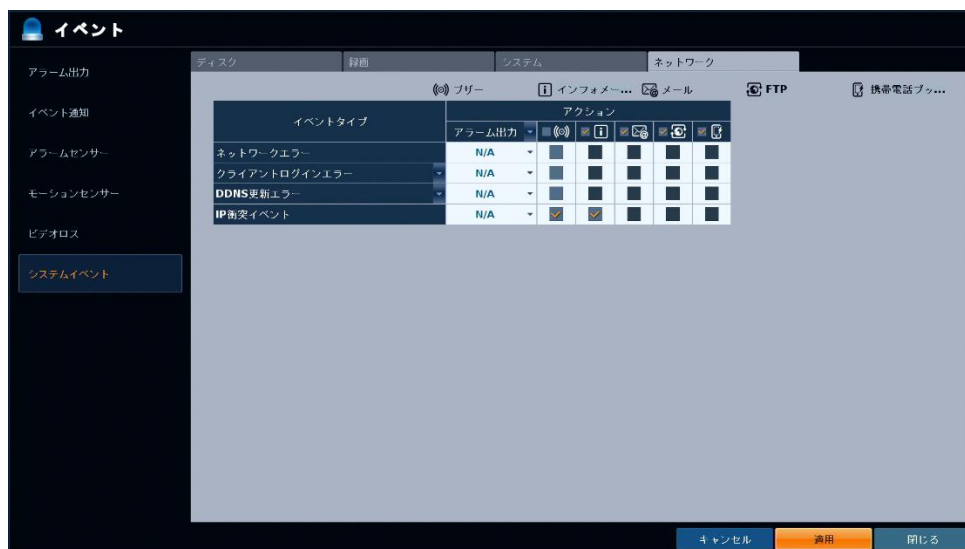 イベント
アラーム出力
イベント通知
アラームセンサー
モーションセンサー
ビデオロス
システムイベント
ディスク 録画 システム ネットワーク
ブザー インフォメー... メール FTP 携帯電話プッ...
イベントタイプ アクション
アラーム出力
ネットワークエラー N/A
クライアントログインエラー N/A
DDNS更新エラー N/A
IP衝突イベント N/A
キャンセル 適用 閉じる